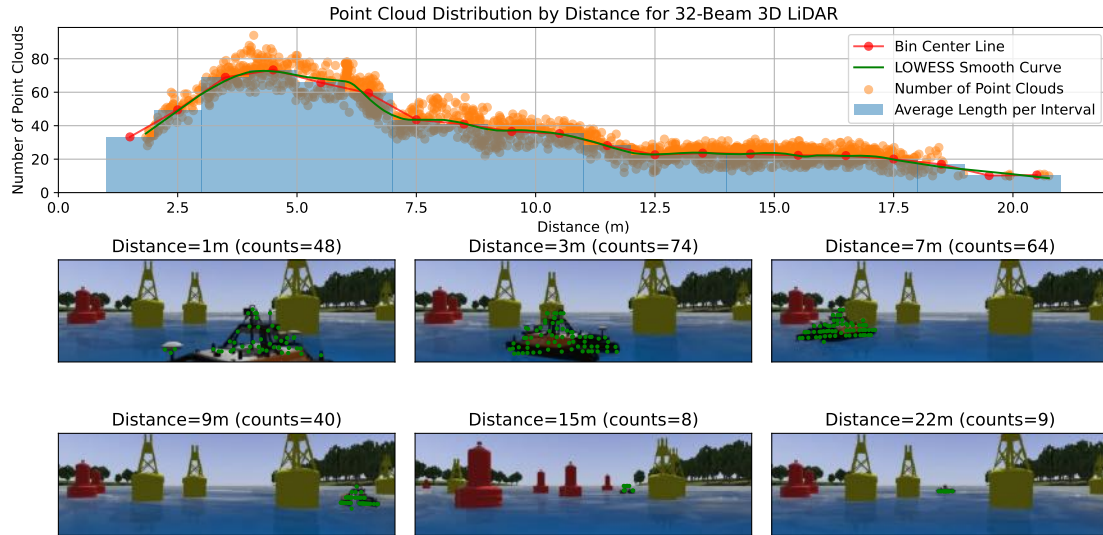 Point Cloud Distribution by Distance for 32-Beam 3D LiDAR
Number of Point Clouds
80
60
40
20
0
Bin Center Line
LOWESS Smooth Curve
Number of Point Clouds
Average Length per Interval
0.0 2.5 5.0 7.5 10.0 12.5 15.0 17.5 20.0
Distance (m)
Distance=1m (counts=48) Distance=3m (counts=74) Distance=7m (counts=64)
Distance=9m (counts=40) Distance=15m (counts=8) Distance=22m (counts=9)